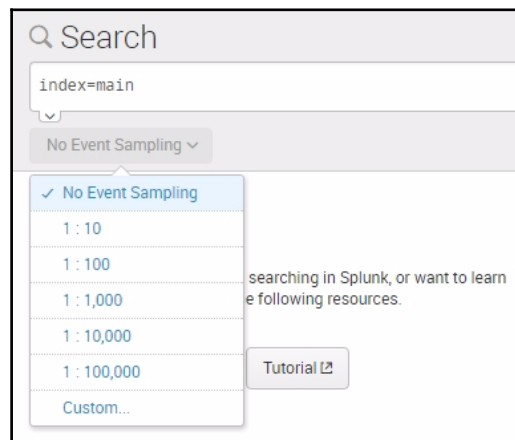 Search
index=main
No Event Sampling
No Event Sampling
1 : 10
1 : 100
searching in Splunk, or want to learn
1 : 1,000
e following resources.
1 : 10,000
1 : 100,000
Tutorial
Custom...